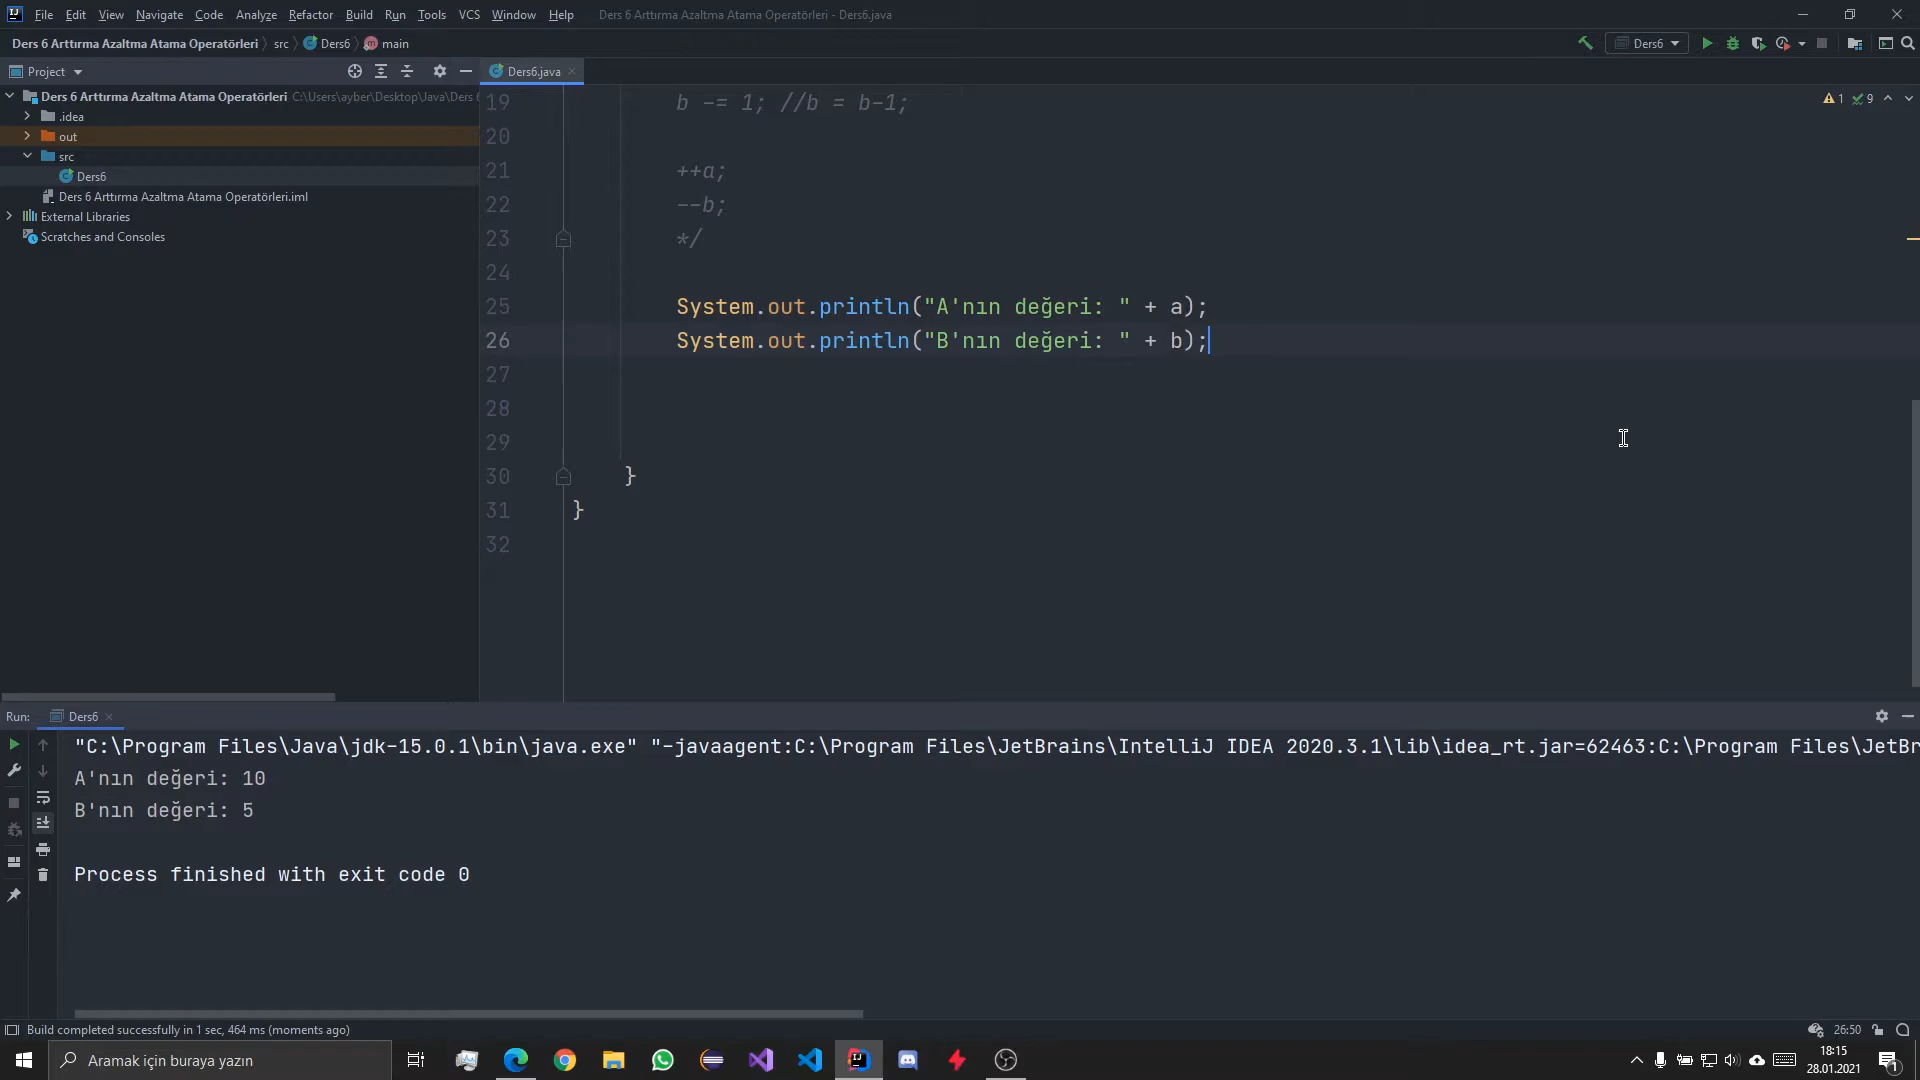 File Edit View Navigate Code Analyze Refactor Build Run Tools VCS Window Help Ders 6 Arttırma Azaltma Atama Operatörleri - Ders6.java
Ders 6 Arttırma Azaltma Atama Operatörleri src Ders6 main Ders6
Project Ders6.java
Ders 6 Arttırma Azaltma Atama Operatörleri C:\Users\ayber\Desktop\Java\Ders 6
.idea
out
src
Ders6
Ders 6 Arttırma Azaltma Atama Operatörleri.iml
External Libraries
Scratches and Consoles
1 9
19 b -= 1; //b = b-1;
20
21 ++a;
22 --b;
23 */
24
25 System.out.println("A'nın değeri: " + a);
26 System.out.println("B'nın değeri: " + b);
27
28
29
30 }
31 }
32
Run: Ders6
"C:\Program Files\Java\jdk-15.0.1\bin\java.exe" "-javaagent:C:\Program Files\JetBrains\IntelliJ IDEA 2020.3.1\lib\idea_rt.jar=62463:C:\Program Files\JetBr
A'nın değeri: 10
B'nın değeri: 5
Process finished with exit code 0
Build completed successfully in 1 sec, 464 ms (moments ago) 26:50
Aramak için buraya yazın
18:15
28.01.2021
1